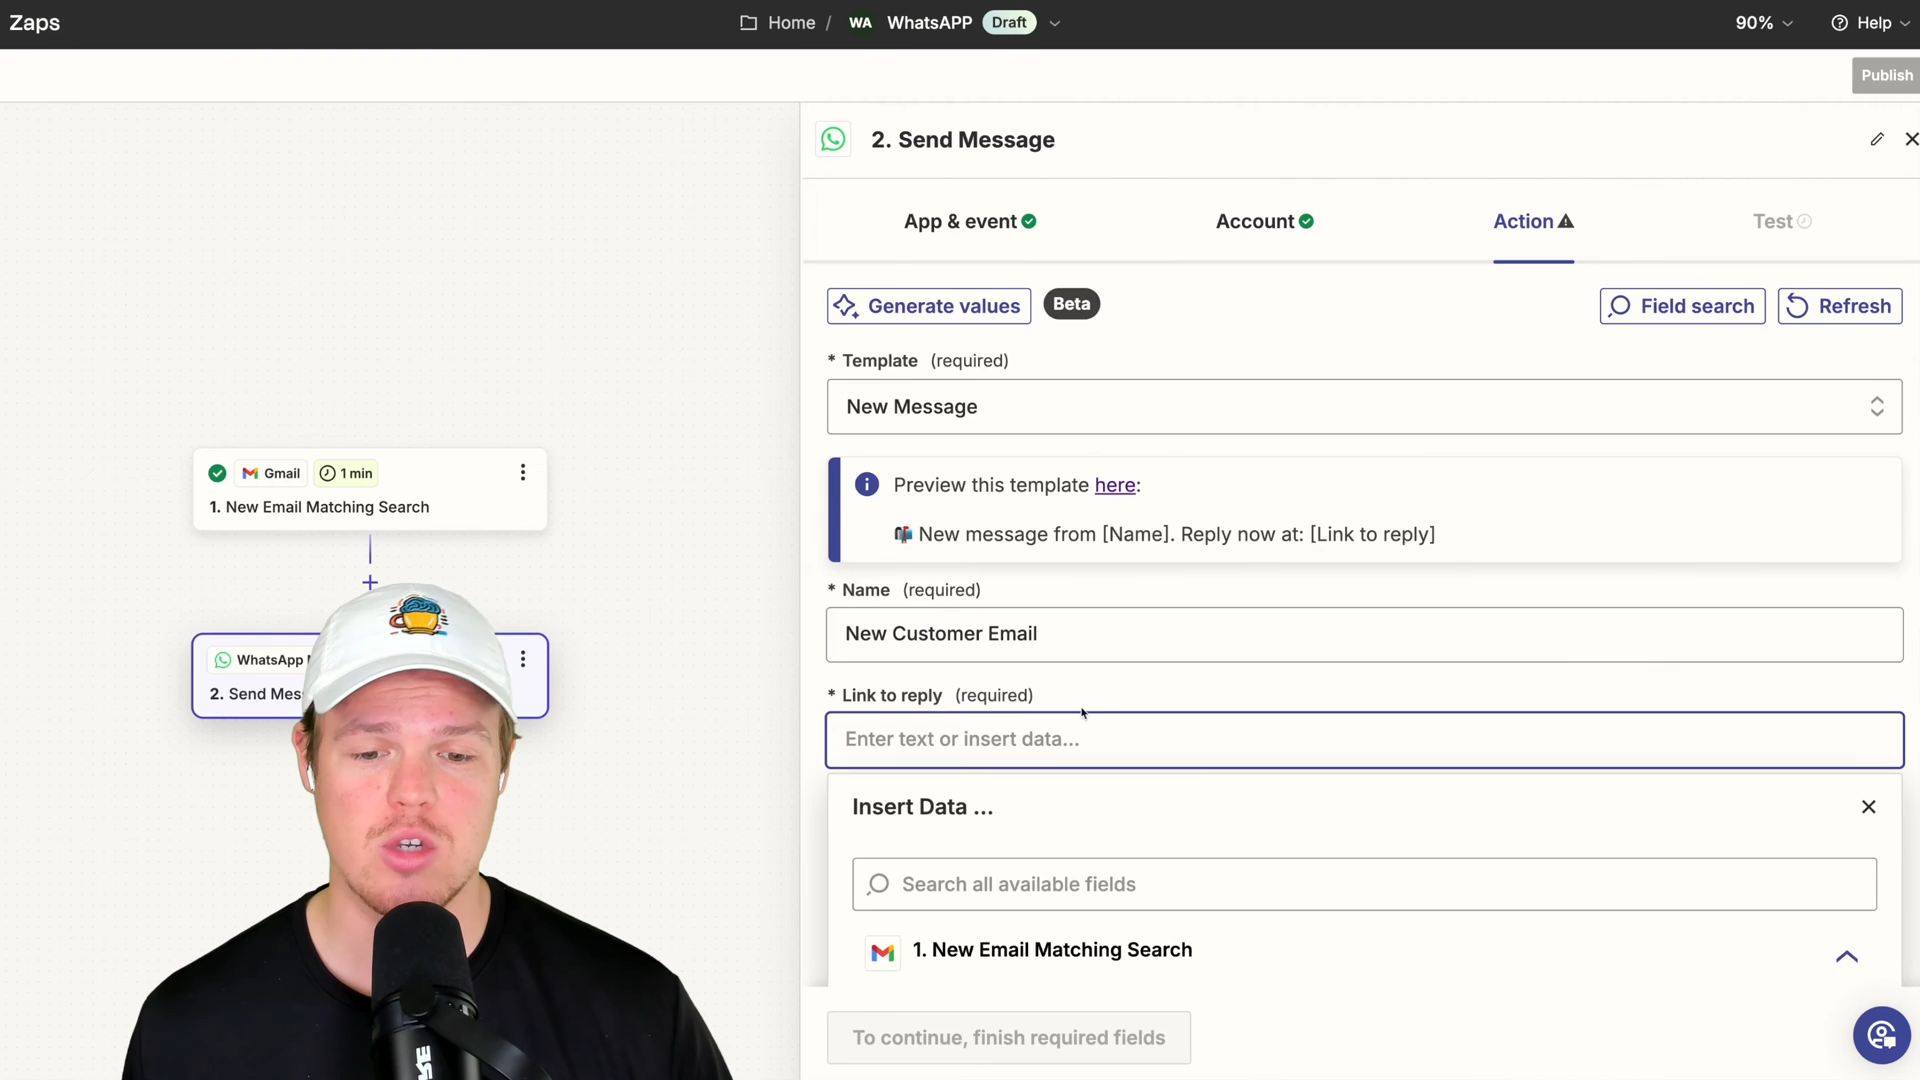 Zaps
Home / WA WhatsAPP Draft
90%
Help
Publish
2. Send Message
App & event
Account
Action
Test
Generate values
Beta
Field search
Refresh
* Template (required)
New Message
Preview this template here:
📬 New message from [Name]. Reply now at: [Link to reply]
* Name (required)
New Customer Email
* Link to reply (required)
Enter text or insert data...
Insert Data ...
Search all available fields
1. New Email Matching Search
To continue, finish required fields
Gmail
1 min
1. New Email Matching Search
WhatsApp
2. Send Mes